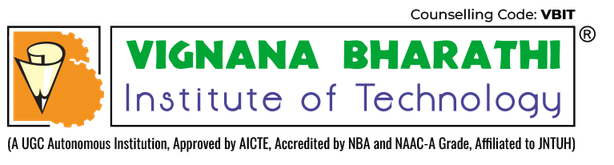 Counselling Code: VBIT
VIGNANA BHARATHI ®
Institute of Technology
(A UGC Autonomous Institution, Approved by AICTE, Accredited by NBA and NAAC-A Grade, Affiliated to JNTUH)